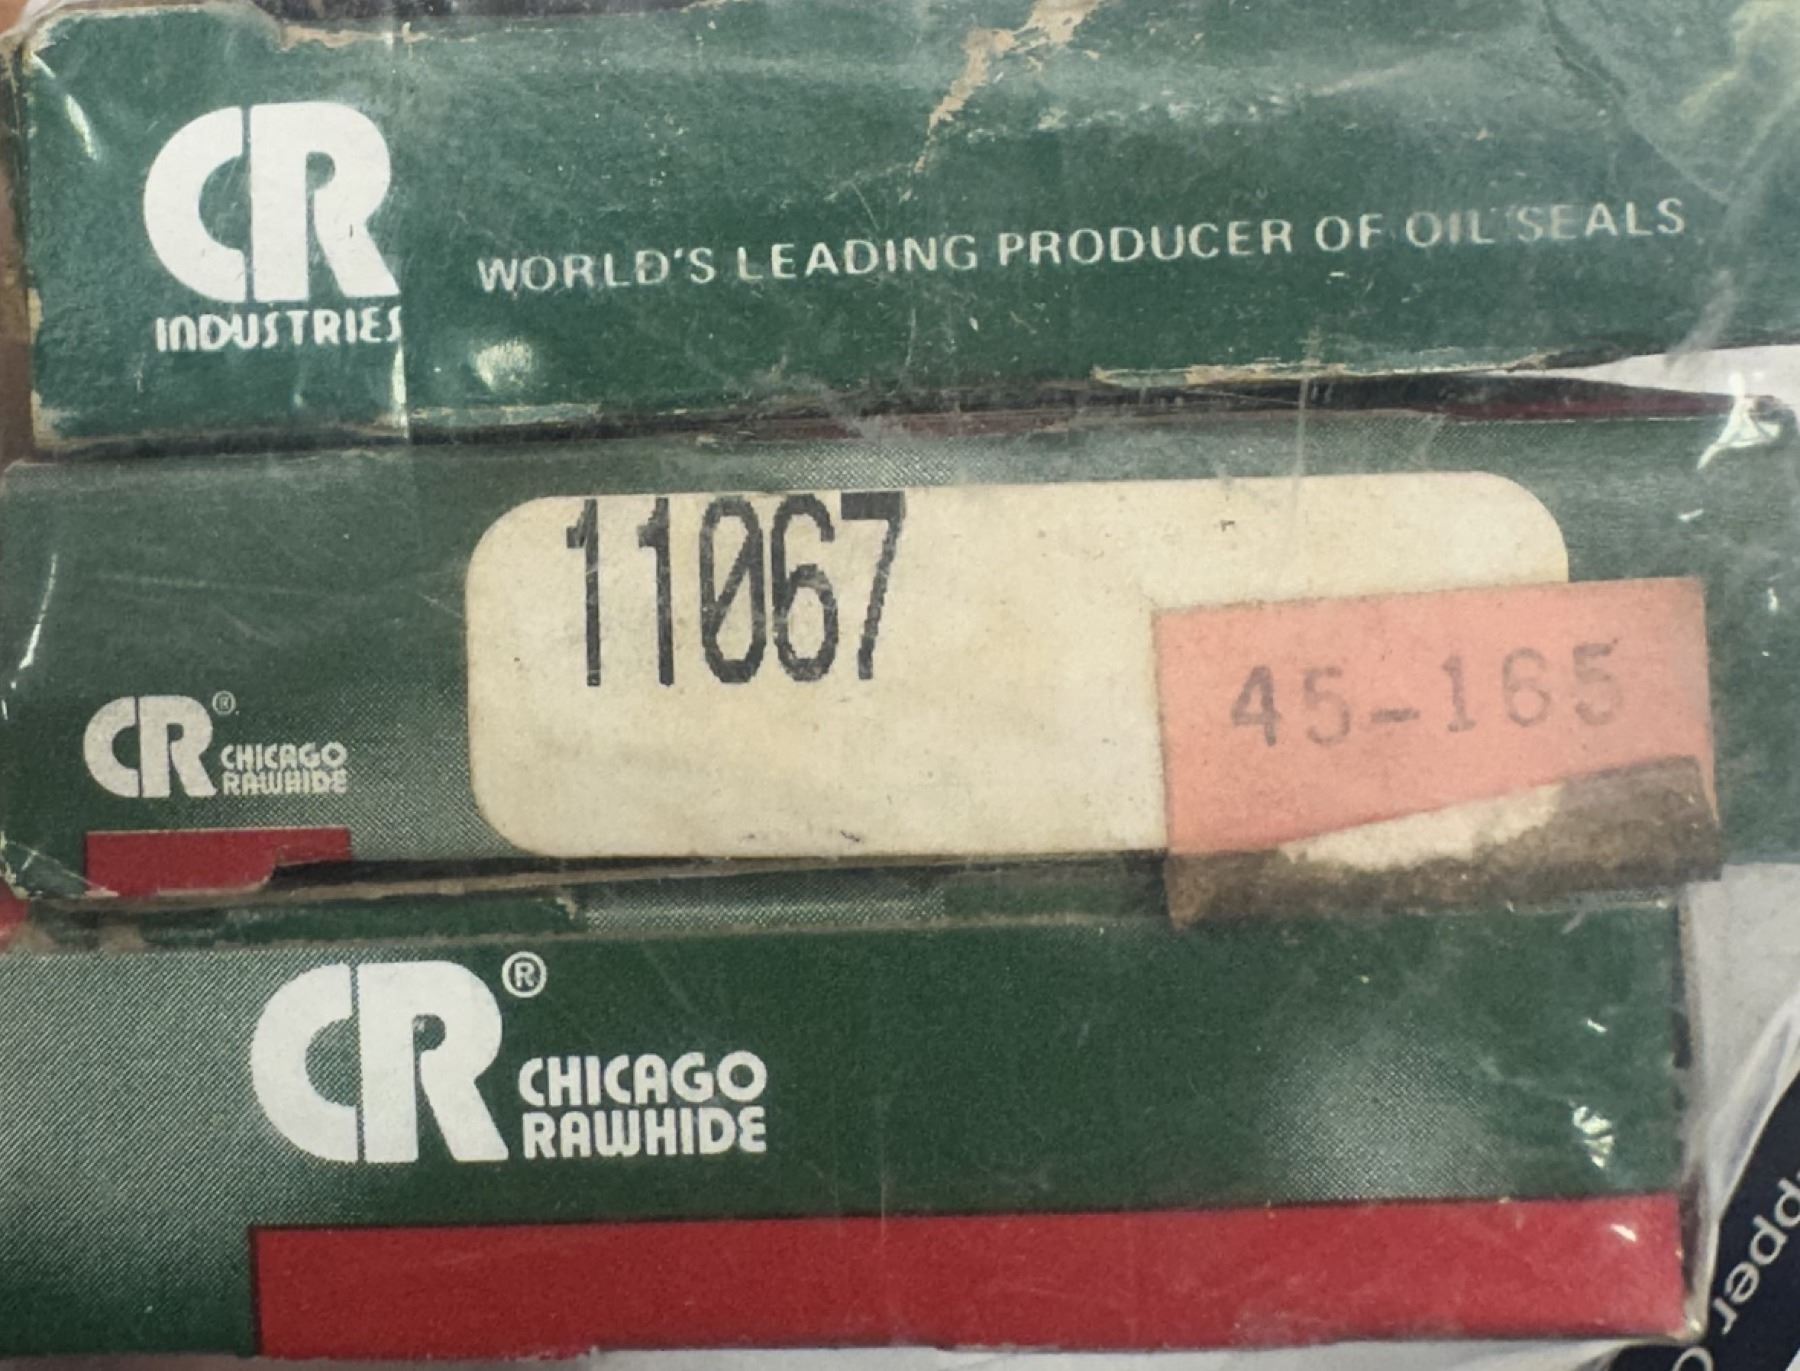 CR
INDUSTRIES
WORLD'S LEADING PRODUCER OF OIL SEALS
11067
45-165
CR®
CHICAGO
RAWHIDE
CR®
CHICAGO
RAWHIDE